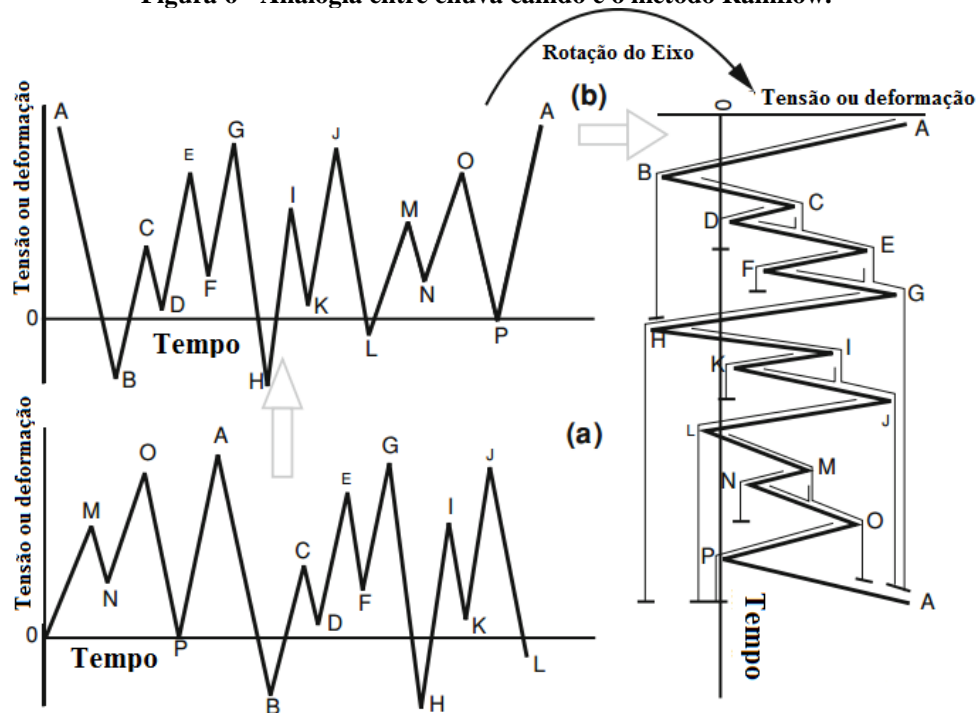 Figura 6 - Analogia entre chuva caindo e o método Rainflow.
Rotação do Eixo
Tensão ou deformação
A
E
G
J
A
(b)
0
Tensão ou deformação
A
C
I
M
O
B
C
D
E
D
F
K
N
F
G
0
Tempo
B
H
L
P
H
I
K
J
Tensão ou deformação
(a)
L
M
N
O
M
O
A
E
G
J
C
I
P
N
D
F
K
0
Tempo
P
B
H
L
Tempo
A